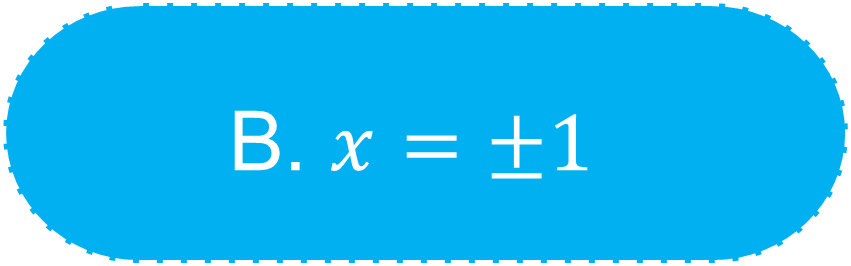 B. x = ±1